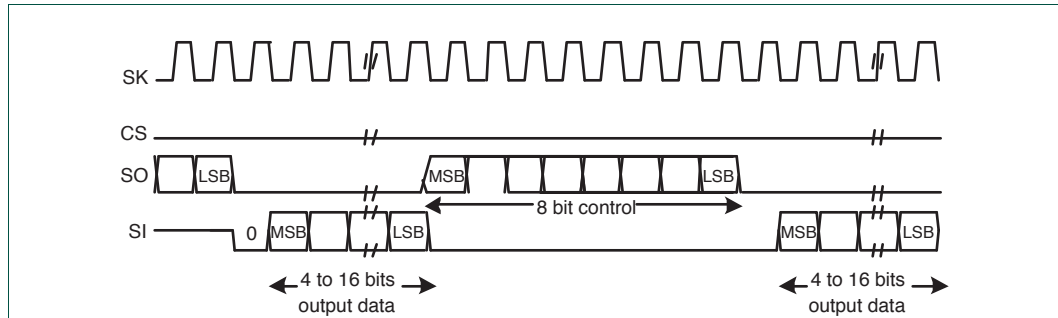 SK
CS
SO
LSB
MSB
LSB
8 bit control
SI
0
MSB
LSB
MSB
LSB
4 to 16 bits
output data
4 to 16 bits
output data